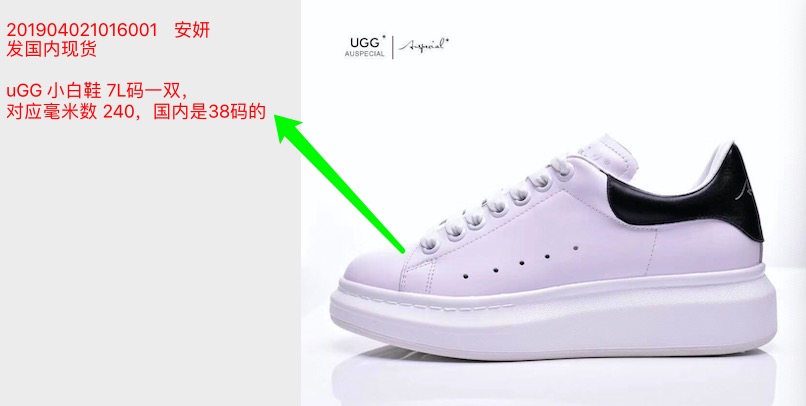 201904021016001 安妍
发国内现货
uGG 小白鞋 7L码一双，
对应毫米数 240，国内是38码的
UGG*
AUSPECIAL
Auspecial*